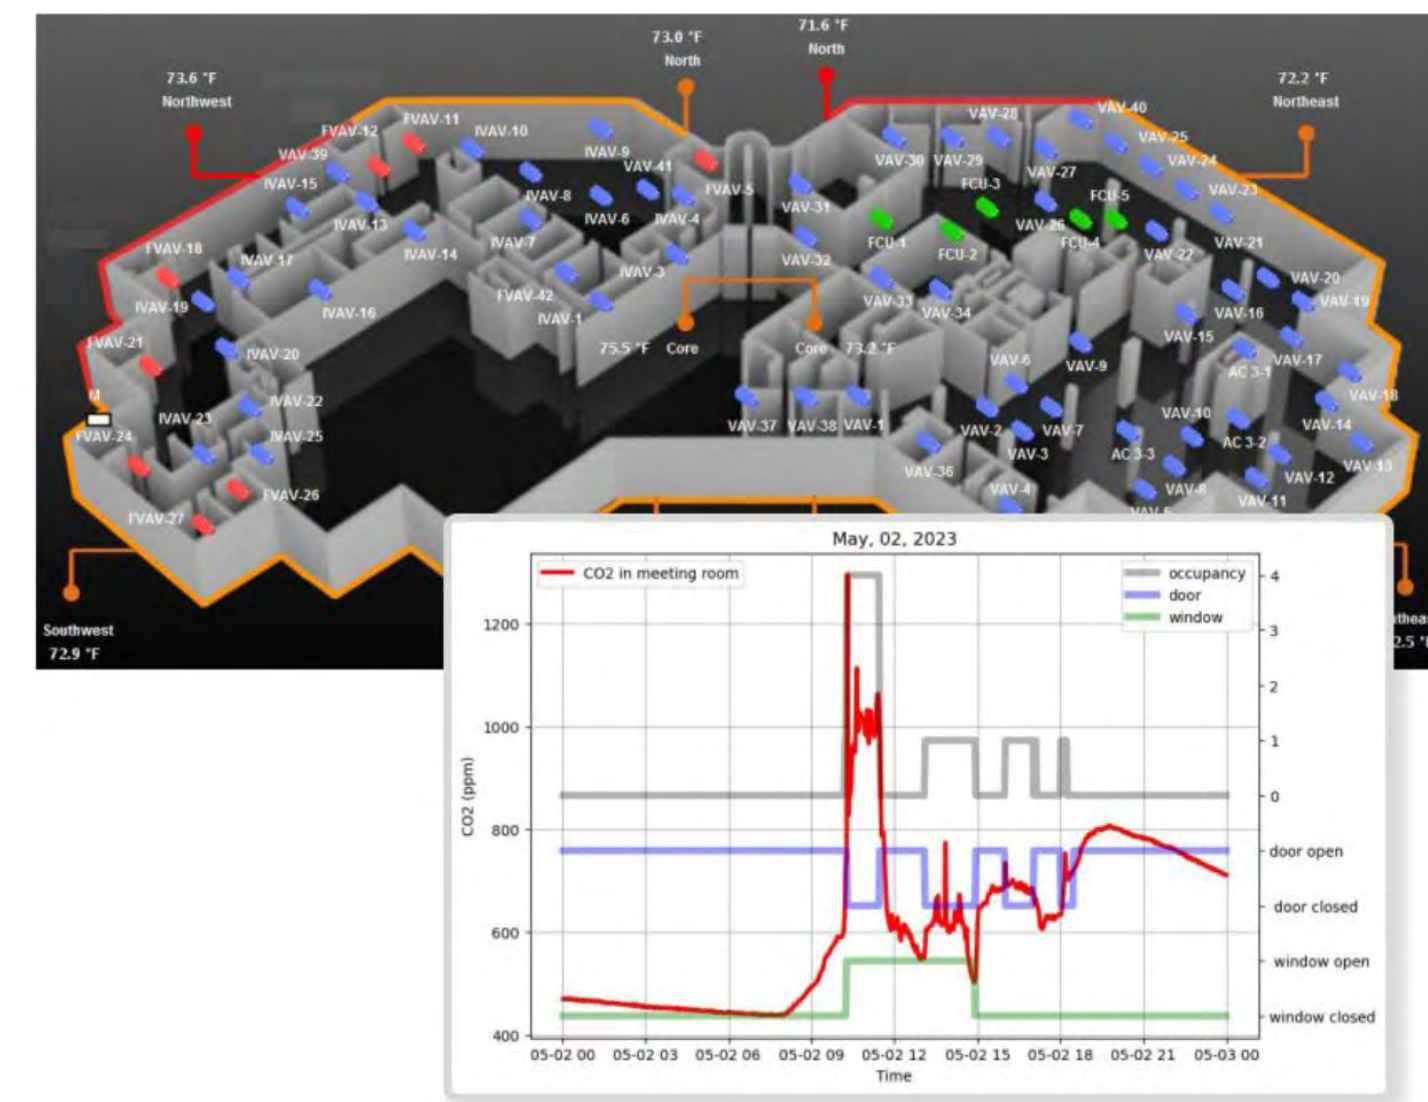 71.6 °F
North
73.0 °F
North
73.6 °F
Northwest
72.2 °F
Northeast
VAV-40
VAV-28
FVAV-11
FVAV-12
IVAV-10
VAV-25
VAV-39
IVAV-9
VAV-41
VAV-30
VAV-29
VAV-27
VAV-24
IVAV-15
IVAV-8
FVAV-5
FCU-3
FCU-5
VAV-23
IVAV-13
IVAV-6
IVAV-4
VAV-31
VAV-26
IVAV-7
FCU-1
FCU-2
FCU-4
VAV-21
FVAV-18
IVAV-17
IVAV-14
IVAV-3
VAV-32
VAV-22
VAV-20
IVAV-19
IVAV-16
FVAV-42
IVAV-1
VAV-33
VAV-34
VAV-16
VAV-19
FVAV-21
IVAV-20
75.5 °F
Core
Core
73.2 °F
VAV-6
VAV-9
VAV-15
VAV-17
AC 3-1
VAV-18
M
IVAV-22
FVAV-24
IVAV-23
IVAV-25
VAV-37
VAV-38
VAV-1
VAV-2
VAV-7
VAV-10
VAV-14
VAV-3
AC 3-3
AC 3-2
VAV-36
VAV-13
FVAV-26
VAV-4
VAV-8
VAV-12
VAV-11
FVAV-27
VAV-5
Southwest
72.9 °F
2.5 °F
May, 02, 2023
CO2 in meeting room
occupancy
door
window
1200
1000
800
600
400
CO2 (ppm)
4
3
2
1
0
door open
door closed
window open
window closed
05-02 00 05-02 03 05-02 06 05-02 09 05-02 12 05-02 15 05-02 18 05-02 21 05-03 00
Time